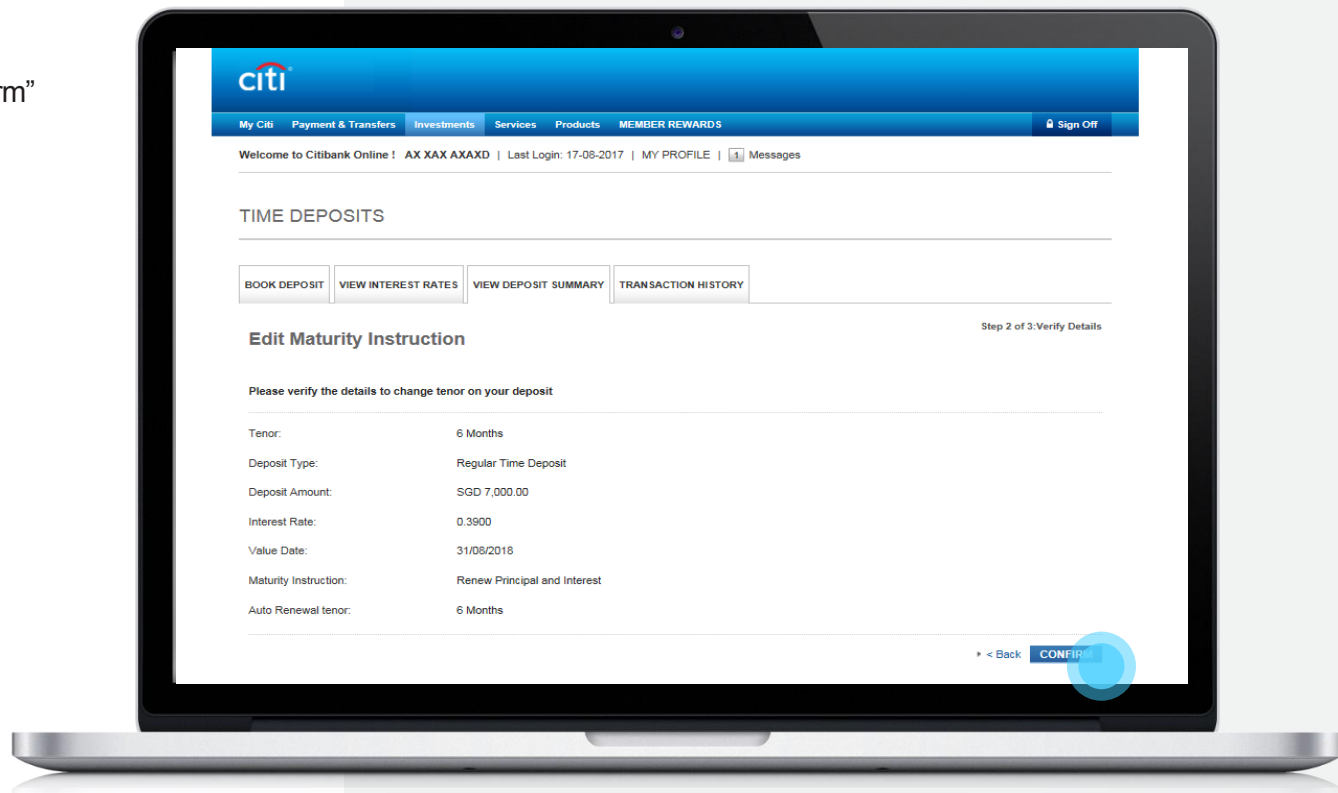 rm”
citi
My Citi Payment & Transfers Investments Services Products MEMBER REWARDS Sign Off
Welcome to Citibank Online ! AX XAX AXAXD | Last Login: 17-08-2017 | MY PROFILE | 1 Messages
TIME DEPOSITS
BOOK DEPOSIT VIEW INTEREST RATES VIEW DEPOSIT SUMMARY TRANSACTION HISTORY
Edit Maturity Instruction Step 2 of 3:Verify Details
Please verify the details to change tenor on your deposit
Tenor: 6 Months
Deposit Type: Regular Time Deposit
Deposit Amount: SGD 7,000.00
Interest Rate: 0.3900
Value Date: 31/08/2018
Maturity Instruction: Renew Principal and Interest
Auto Renewal tenor: 6 Months
< Back CONFIRM